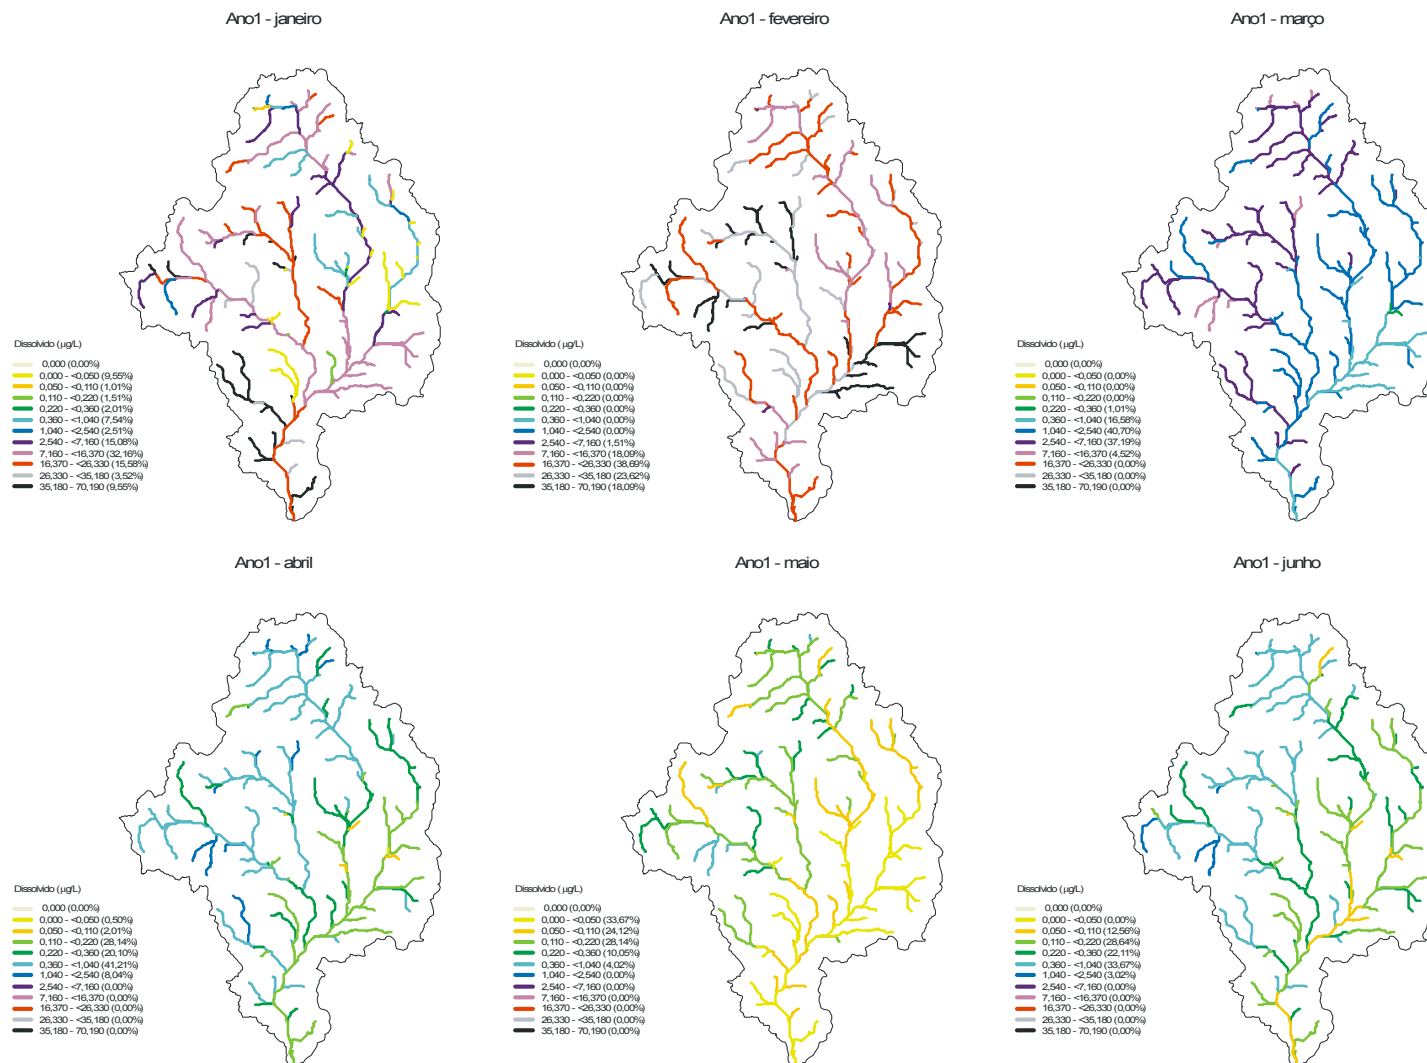 Ano1 - janeiro
Dissolvido (µg/L)
0,000 (0,00%)
0,000 - <0,050 (9,55%)
0,050 - <0,110 (1,01%)
0,110 - <0,220 (1,51%)
0,220 - <0,360 (2,01%)
0,360 - <1,040 (7,54%)
1,040 - <2,540 (2,51%)
2,540 - <7,160 (15,08%)
7,160 - <16,370 (32,16%)
16,370 - <26,330 (15,58%)
26,330 - <35,180 (3,52%)
35,180 - 70,190 (9,55%)
Ano1 - fevereiro
Dissolvido (µg/L)
0,000 (0,00%)
0,000 - <0,050 (0,00%)
0,050 - <0,110 (0,00%)
0,110 - <0,220 (0,00%)
0,220 - <0,360 (0,00%)
0,360 - <1,040 (0,00%)
1,040 - <2,540 (0,00%)
2,540 - <7,160 (1,51%)
7,160 - <16,370 (18,09%)
16,370 - <26,330 (38,69%)
26,330 - <35,180 (23,62%)
35,180 - 70,190 (18,09%)
Ano1 - março
Dissolvido (µg/L)
0,000 (0,00%)
0,000 - <0,050 (0,00%)
0,050 - <0,110 (0,00%)
0,110 - <0,220 (0,00%)
0,220 - <0,360 (1,01%)
0,360 - <1,040 (16,58%)
1,040 - <2,540 (40,70%)
2,540 - <7,160 (37,19%)
7,160 - <16,370 (4,52%)
16,370 - <26,330 (0,00%)
26,330 - <35,180 (0,00%)
35,180 - 70,190 (0,00%)
Ano1 - abril
Dissolvido (µg/L)
0,000 (0,00%)
0,000 - <0,050 (0,50%)
0,050 - <0,110 (2,01%)
0,110 - <0,220 (28,14%)
0,220 - <0,360 (20,10%)
0,360 - <1,040 (41,21%)
1,040 - <2,540 (8,04%)
2,540 - <7,160 (0,00%)
7,160 - <16,370 (0,00%)
16,370 - <26,330 (0,00%)
26,330 - <35,180 (0,00%)
35,180 - 70,190 (0,00%)
Ano1 - maio
Dissolvido (µg/L)
0,000 (0,00%)
0,000 - <0,050 (33,67%)
0,050 - <0,110 (24,12%)
0,110 - <0,220 (28,14%)
0,220 - <0,360 (10,05%)
0,360 - <1,040 (4,02%)
1,040 - <2,540 (0,00%)
2,540 - <7,160 (0,00%)
7,160 - <16,370 (0,00%)
16,370 - <26,330 (0,00%)
26,330 - <35,180 (0,00%)
35,180 - 70,190 (0,00%)
Ano1 - junho
Dissolvido (µg/L)
0,000 (0,00%)
0,000 - <0,050 (0,00%)
0,050 - <0,110 (12,56%)
0,110 - <0,220 (28,64%)
0,220 - <0,360 (22,11%)
0,360 - <1,040 (33,67%)
1,040 - <2,540 (3,02%)
2,540 - <7,160 (0,00%)
7,160 - <16,370 (0,00%)
16,370 - <26,330 (0,00%)
26,330 - <35,180 (0,00%)
35,180 - 70,190 (0,00%)